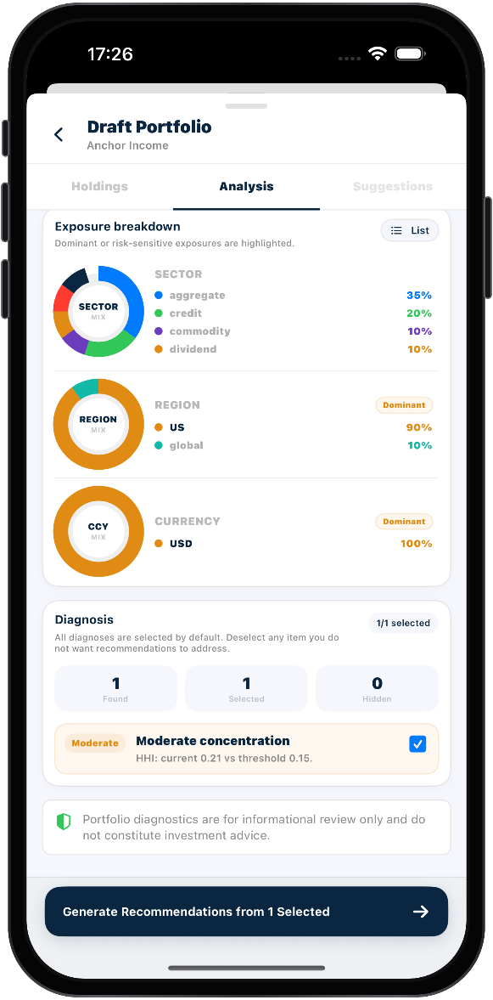 17:26
Draft Portfolio
Anchor Income
Holdings
Analysis
Suggestions
Exposure breakdown
List
Dominant or risk-sensitive exposures are highlighted.
SECTOR
MIX
SECTOR
aggregate 35%
credit 20%
commodity 10%
dividend 10%
REGION
MIX
REGION
Dominant
US 90%
global 10%
CCY
MIX
CURRENCY
Dominant
USD 100%
Diagnosis
1/1 selected
All diagnoses are selected by default. Deselect any item you do
not want recommendations to address.
1
Found
1
Selected
0
Hidden
Moderate
Moderate concentration
HHI: current 0.21 vs threshold 0.15.
Portfolio diagnostics are for informational review only and do
not constitute investment advice.
Generate Recommendations from 1 Selected